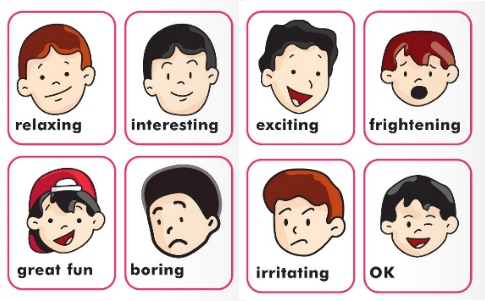 relaxing
interesting
exciting
frightening
great fun
boring
irritating
OK